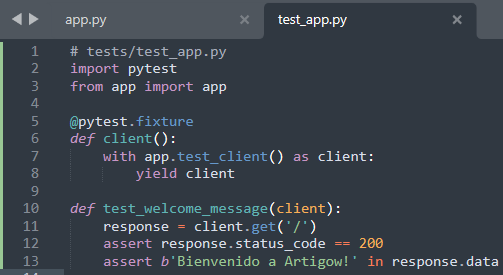 app.py
test_app.py
1 # tests/test_app.py
2 import pytest
3 from app import app
4
5 @pytest.fixture
6 def client():
7     with app.test_client() as client:
8         yield client
9
10 def test_welcome_message(client):
11     response = client.get('/')
12     assert response.status_code == 200
13     assert b'Bienvenido a Artigow!' in response.data
14